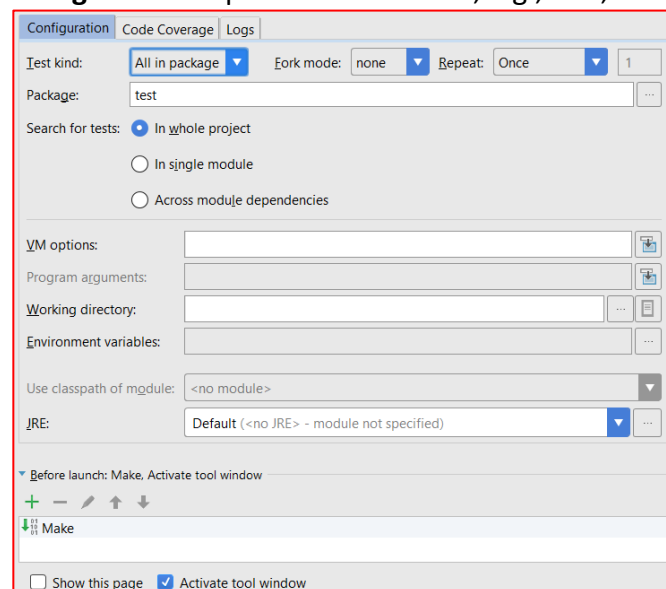 Configuration Code Coverage Logs
Test kind: All in package Fork mode: none Repeat: Once 1
Package: test ...
Search for tests: In whole project
In single module
Across module dependencies
VM options:
Program arguments:
Working directory: ...
Environment variables: ...
Use classpath of module: <no module>
JRE: Default (<no JRE> - module not specified) ...
Before launch: Make, Activate tool window
Make
Show this page Activate tool window